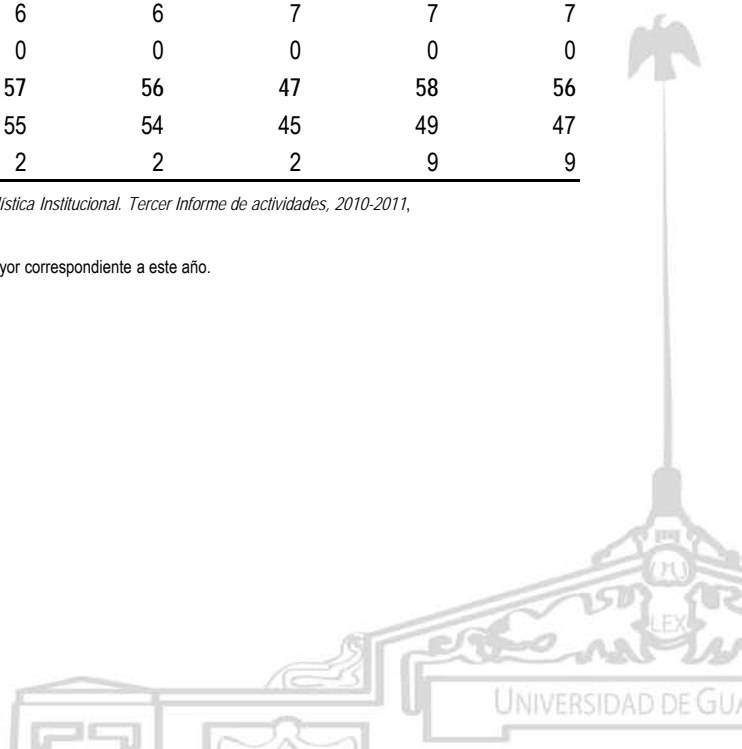 6 6 7 7 7
0 0 0 0 0
57 56 47 58 56
55 54 45 49 47
2 2 2 9 9
ística Institucional. Tercer Informe de actividades, 2010-2011,
yor correspondiente a este año.
LEX
UNIVERSIDAD DE GUA